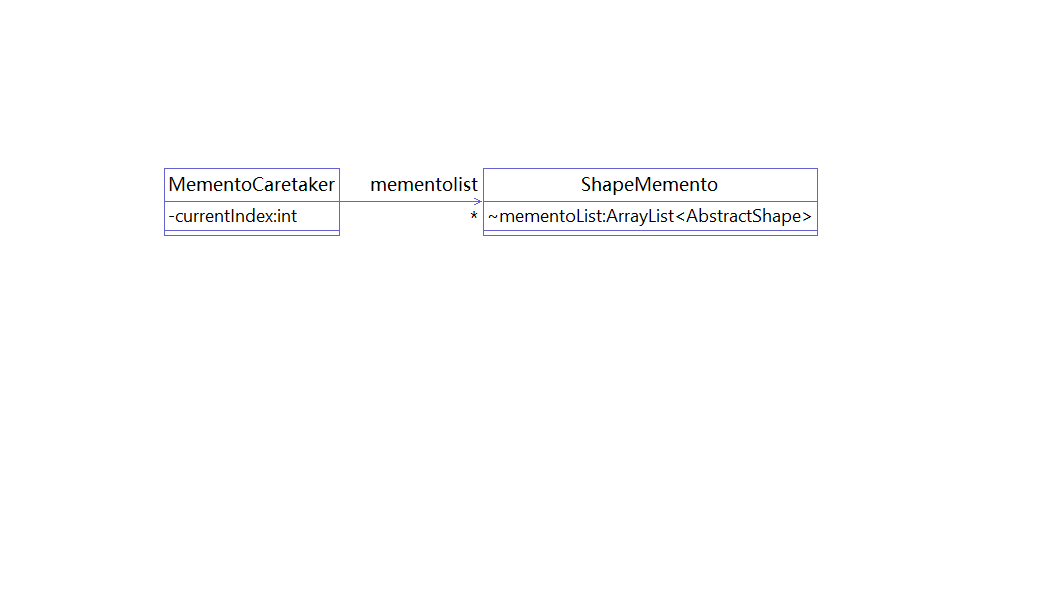 MementoCaretaker
-currentIndex:int
mementolist
*
ShapeMemento
~mementoList:ArrayList<AbstractShape>